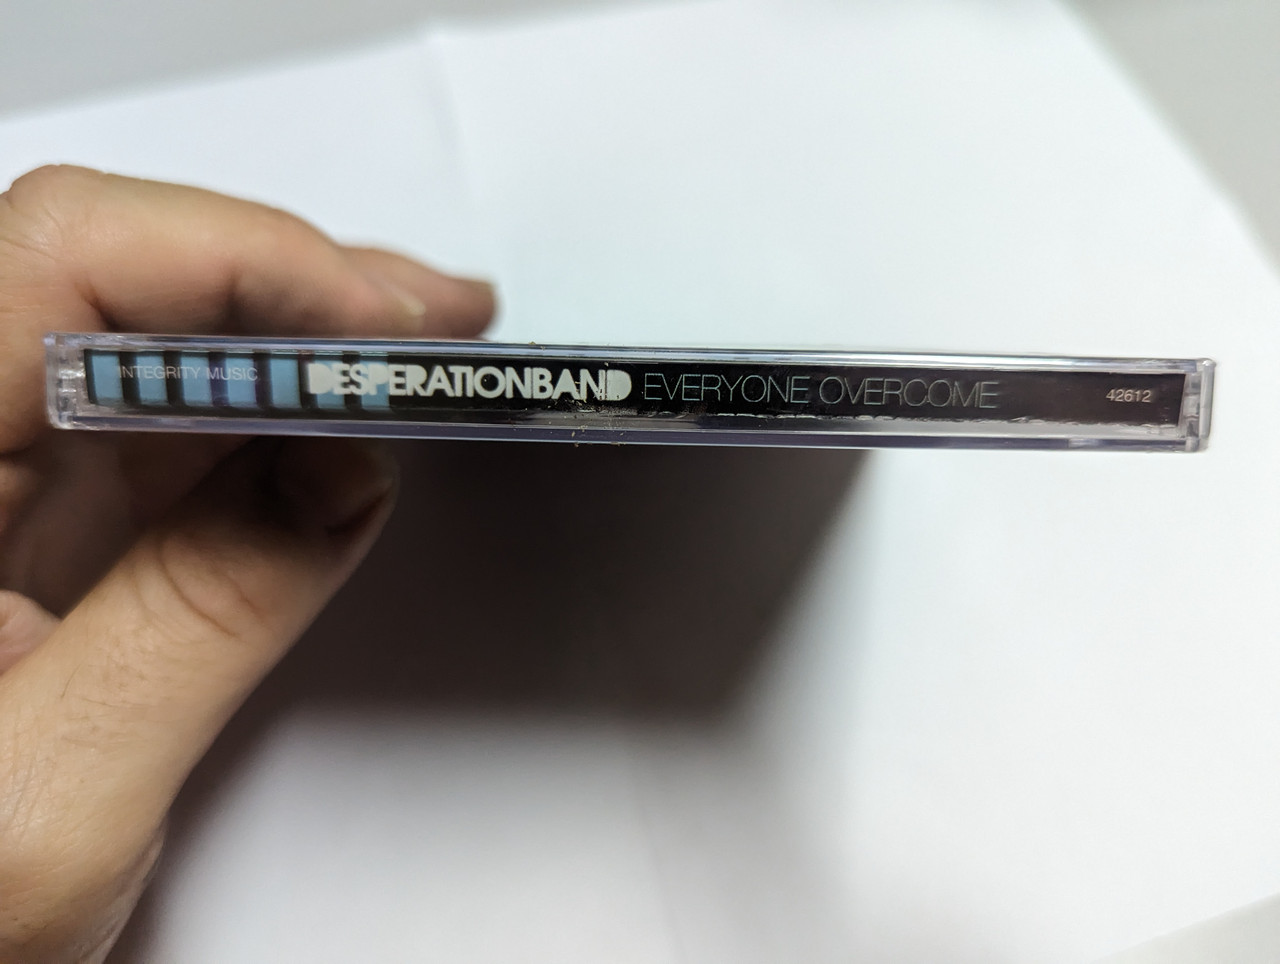 INTEGRITY MUSIC DESPERATIONBAND EVERYONE OVERCOME 42612